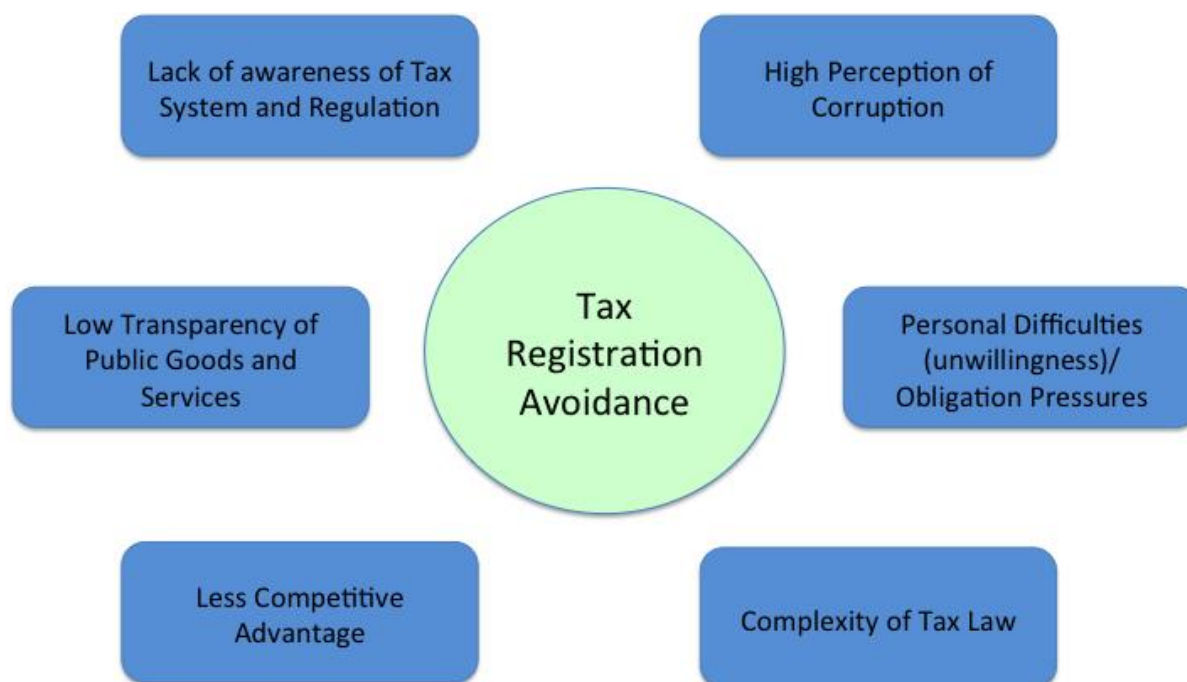 Lack of awareness of Tax
System and Regulation
High Perception of
Corruption
Low Transparency of
Public Goods and
Services
Tax
Registration
Avoidance
Personal Difficulties
(unwillingness)/
Obligation Pressures
Less Competitive
Advantage
Complexity of Tax Law